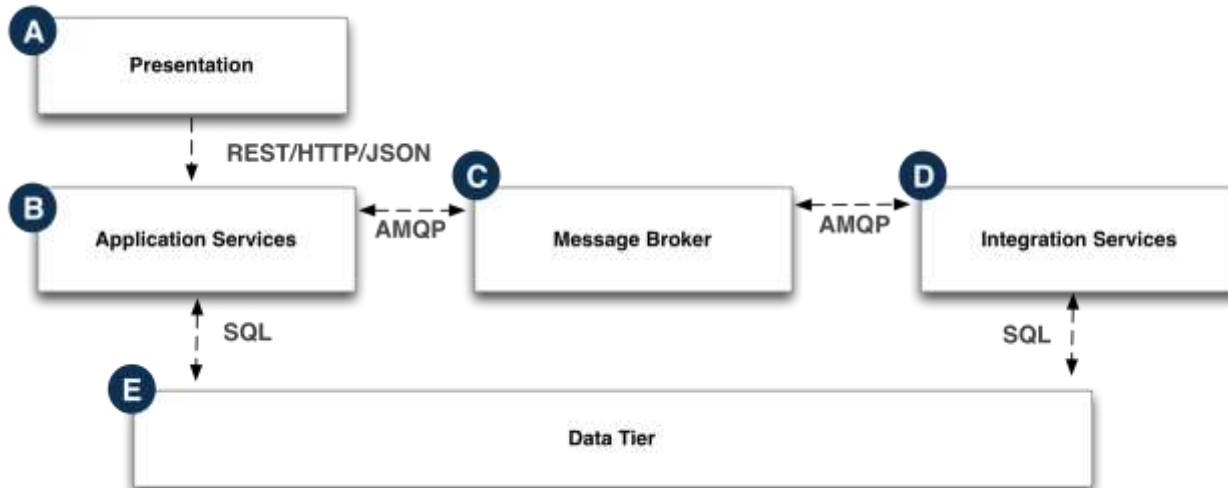 A
Presentation
REST/HTTP/JSON
B
Application Services
AMQP
C
Message Broker
AMQP
D
Integration Services
SQL
SQL
E
Data Tier